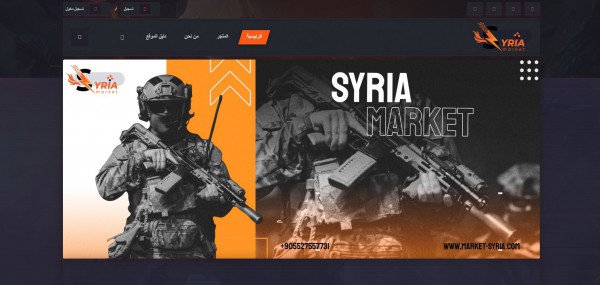 تسجيل دخول
تسجيل
الرئيسية
المتجر
من نحن
دليل الموقع
SYRIA
market
SYRIA
market
SYRIA
MARKET
+905527557731
WWW.MARKET-SYRIA.COM